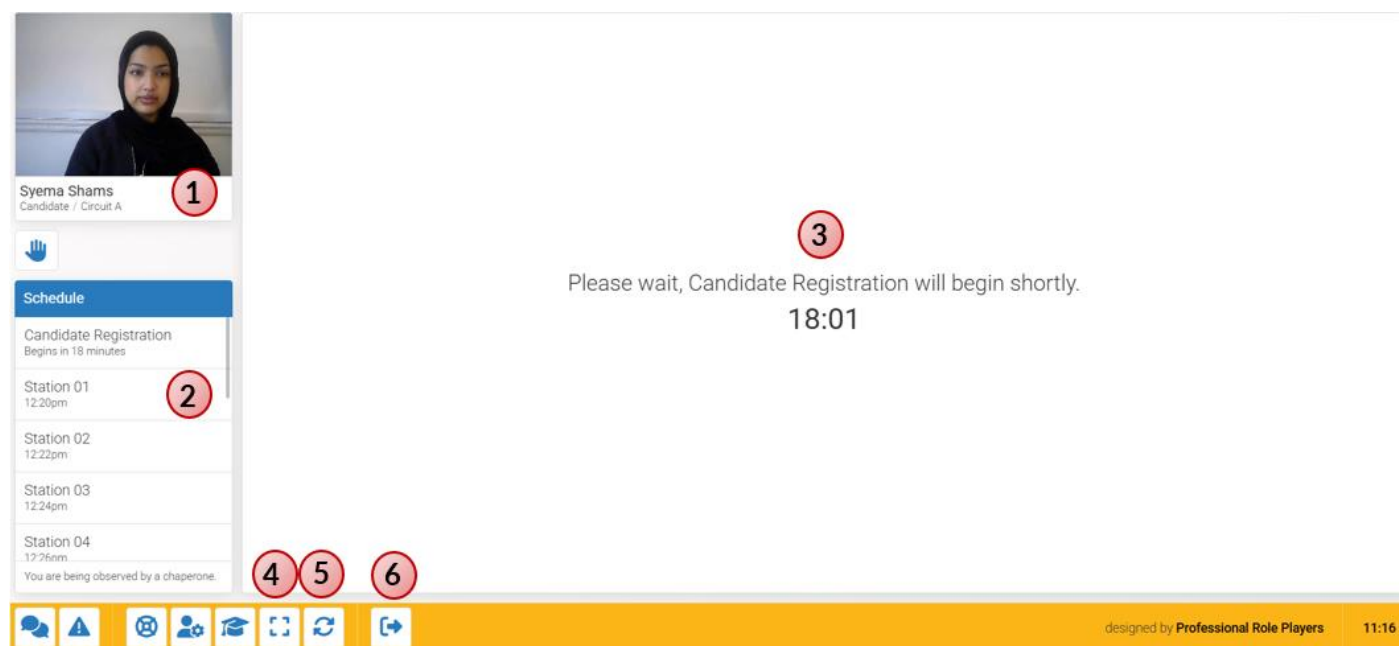 Syema Shams
Candidate / Circuit A
1
Schedule
Candidate Registration
Begins in 18 minutes
Station 01
12:20pm
2
Station 02
12:22pm
Station 03
12:24pm
Station 04
12:26pm
You are being observed by a chaperone.
3
Please wait, Candidate Registration will begin shortly.
18:01
4 5 6
designed by Professional Role Players 11:16